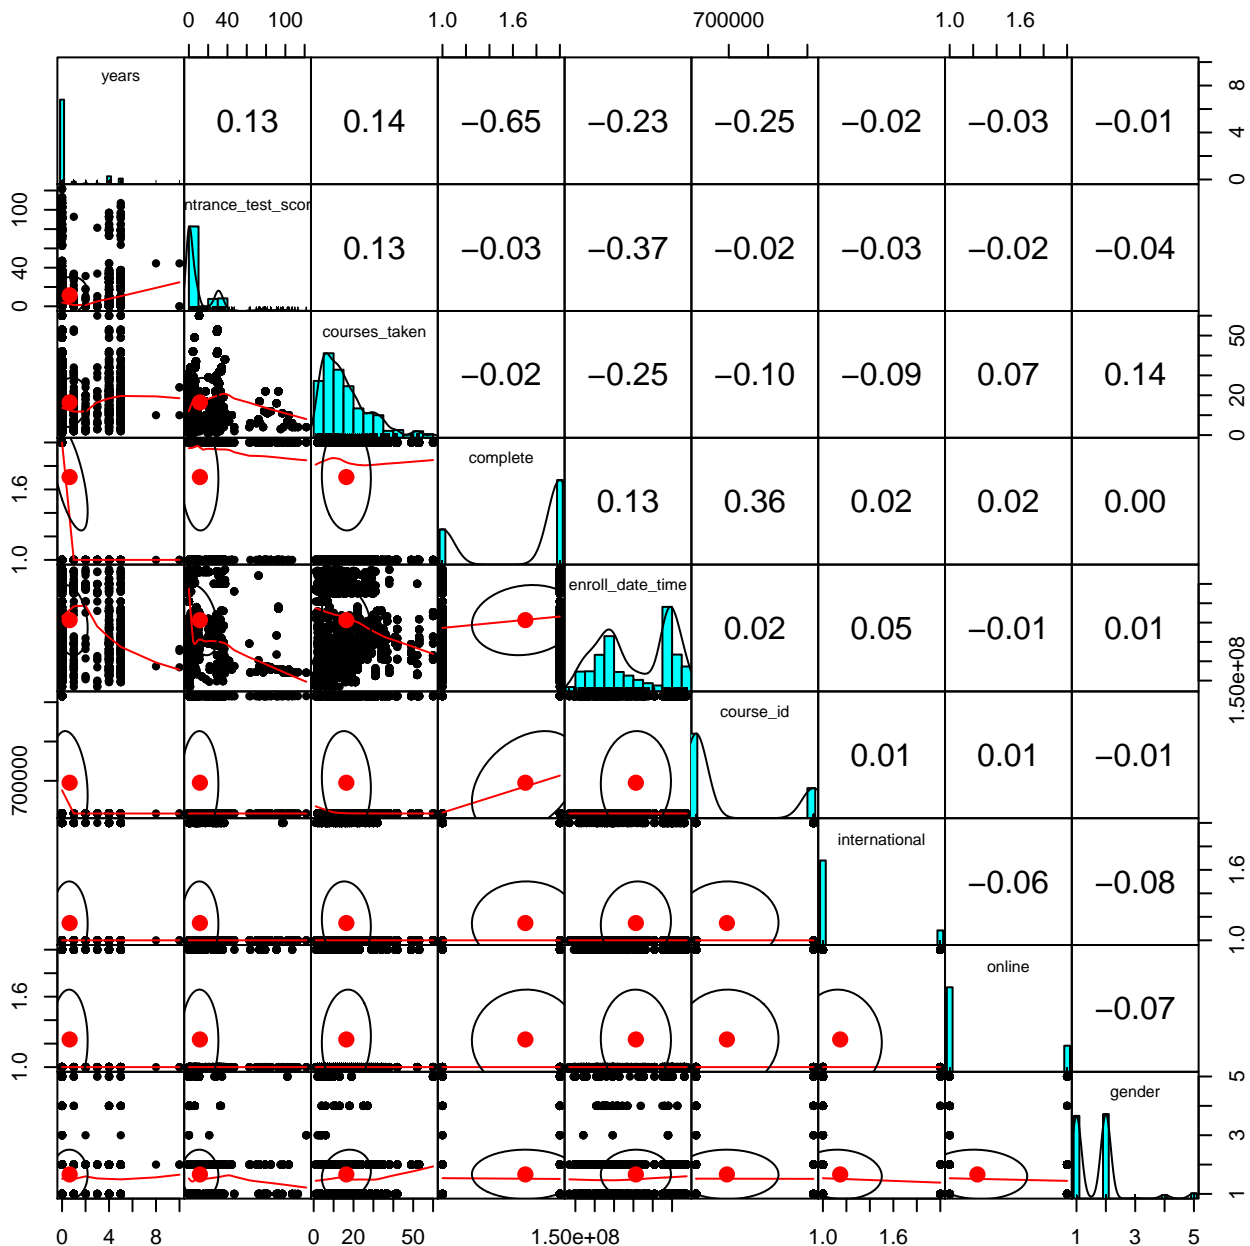 0 40 100 1.0 1.6 700000 1.0 1.6
years 0.13 0.14 −0.65 −0.23 −0.25 −0.02 −0.03 −0.01 0 4 8
0 40 100 ntrance_test_scor 0.13 −0.03 −0.37 −0.02 −0.03 −0.02 −0.04
courses_taken −0.02 −0.25 −0.10 −0.09 0.07 0.14 0 20 50
1.0 1.6 complete 0.13 0.36 0.02 0.02 0.00
enroll_date_time 0.02 0.05 −0.01 0.01 1.50e+08
700000 course_id 0.01 0.01 −0.01
international −0.06 −0.08 1.0 1.6
1.0 1.6 online −0.07
gender 1 3 5
0 4 8 0 20 50 1.50e+08 1.0 1.6 1 3 5